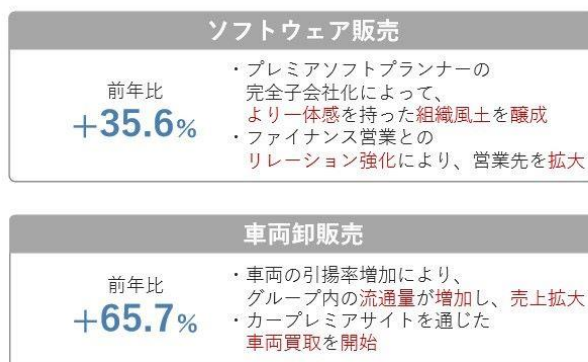 ソフトウェア販売
前年比
+35.6%
・プレミアソフトプランナーの
完全子会社化によって、
より一体感を持った組織風土を醸成
・ファイナンス営業との
リレーション強化により、営業先を拡大
車両卸販売
前年比
+65.7%
・車両の引揚率増加により、
グループ内の流通量が増加し、売上拡大
・カープレミアサイトを通じた
車両買取を開始